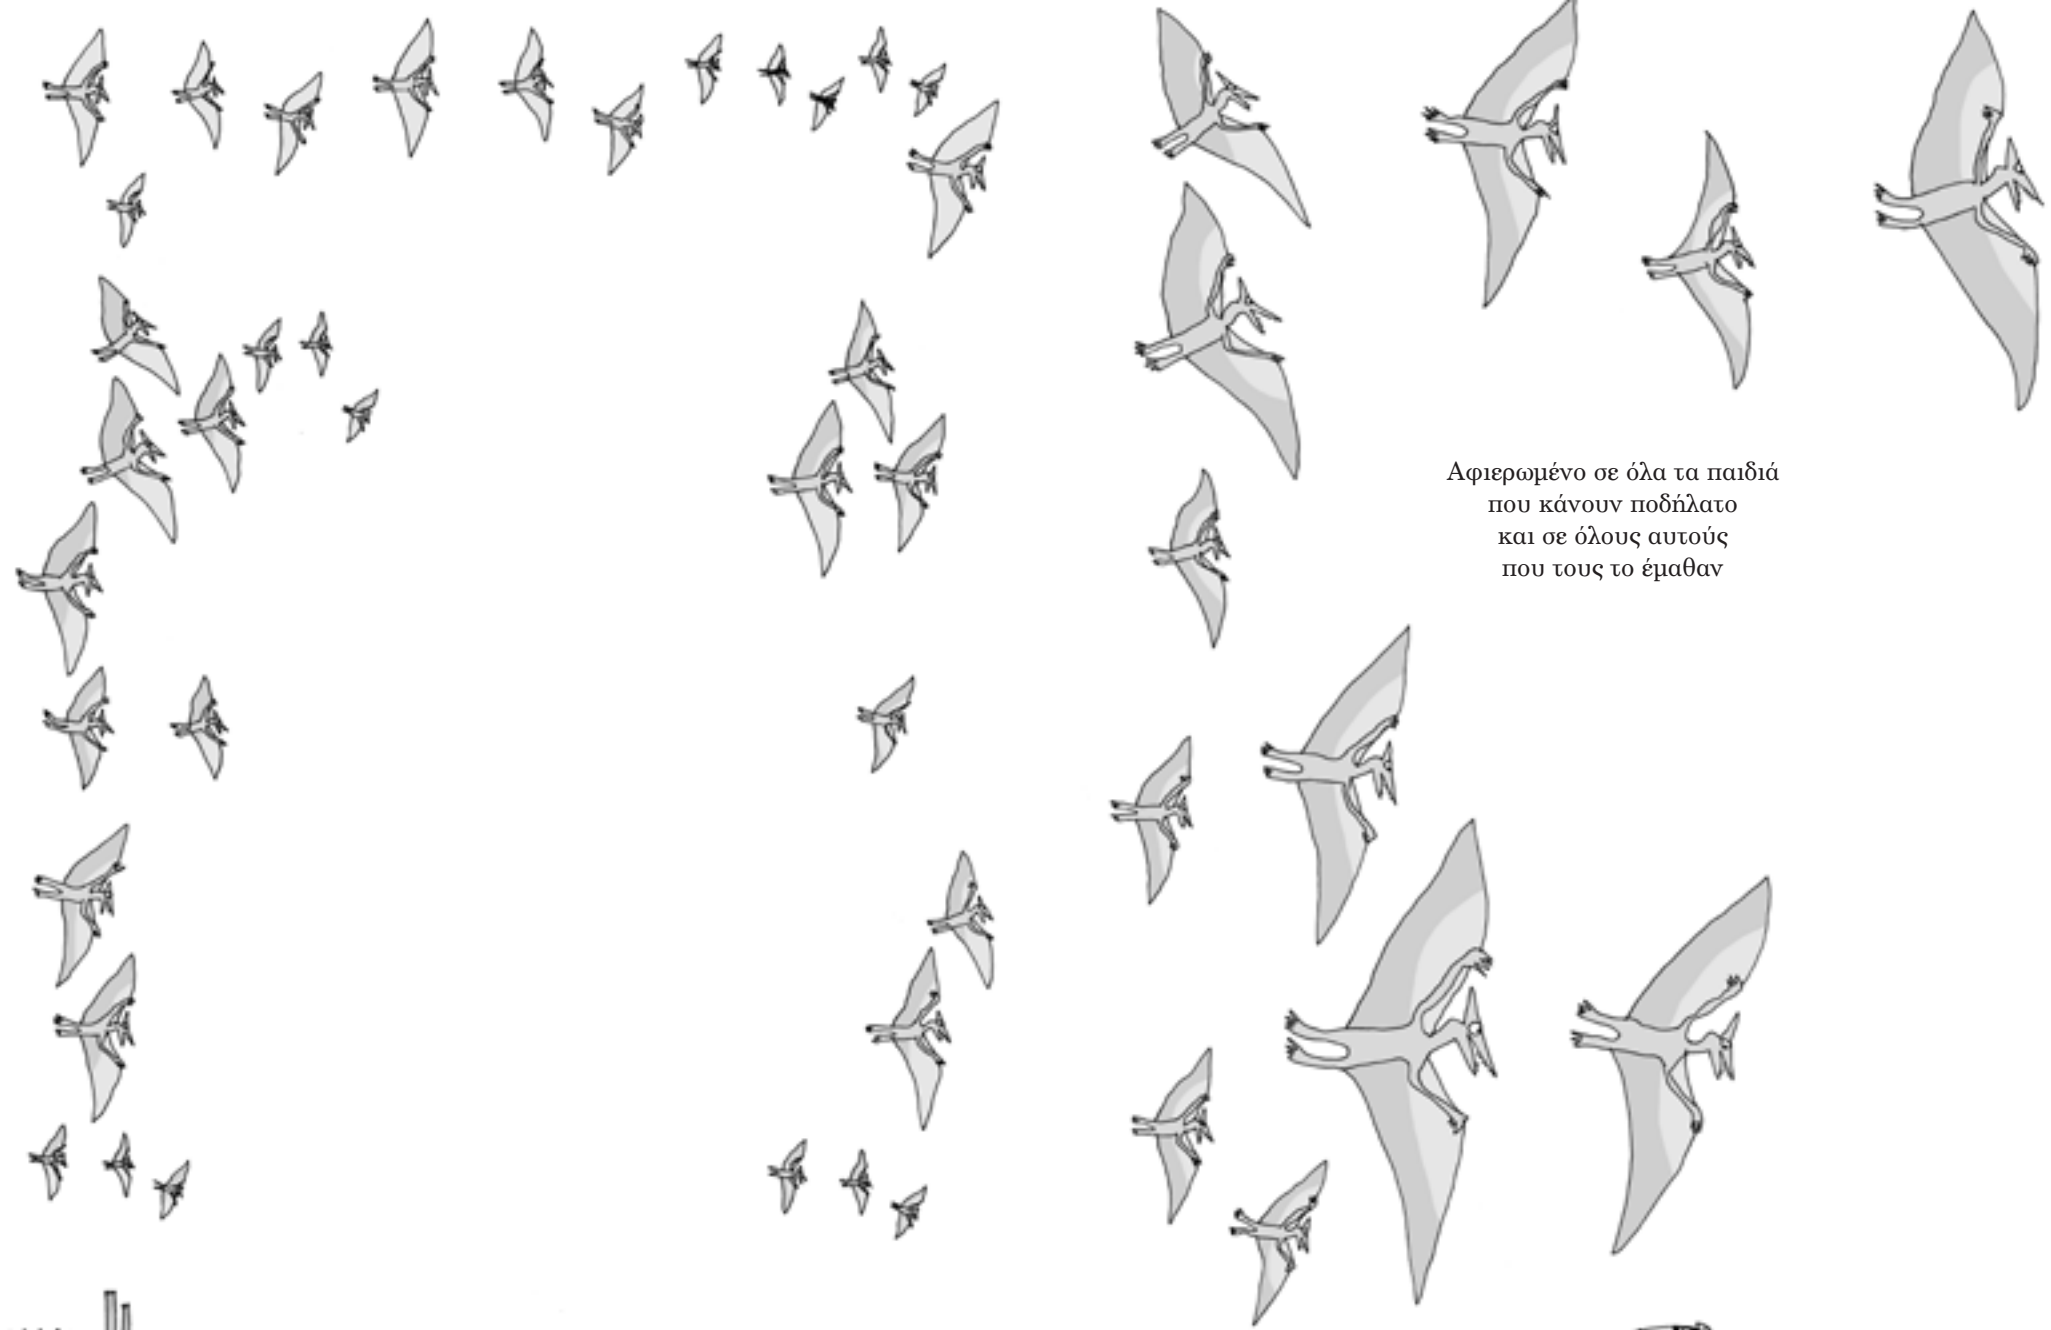 Αφιερωμένο σε όλα τα παιδιά
που κάνουν ποδήλατο
και σε όλους αυτούς
που τους το έμαθαν